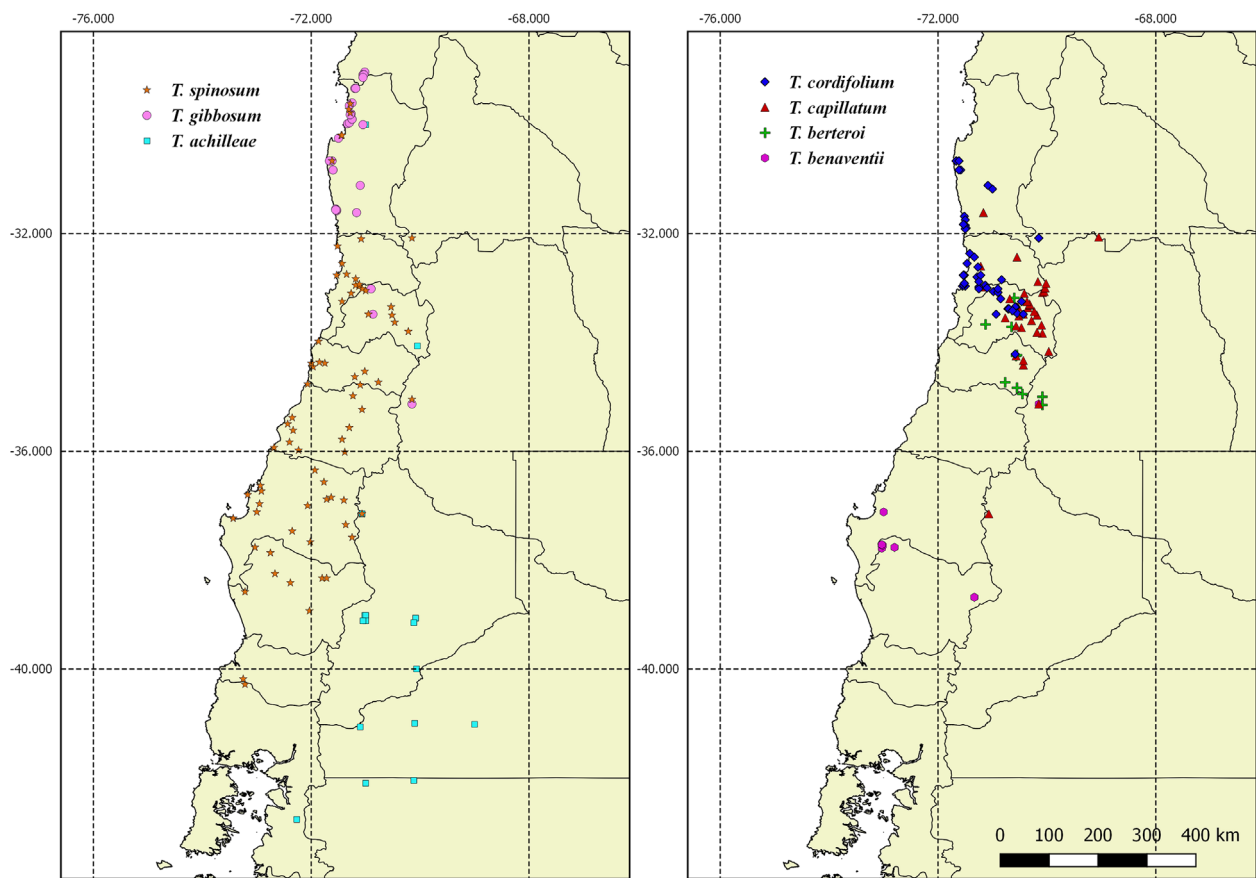 -76.000 -72.000 -68.000 -76.000 -72.000 -68.000
T. spinosum
T. gibbosum
T. achilleae
T. cordifolium
T. capillatum
T. berteroi
T. benaventii
-32.000 -32.000
-36.000 -36.000
-40.000 -40.000
0 100 200 300 400 km